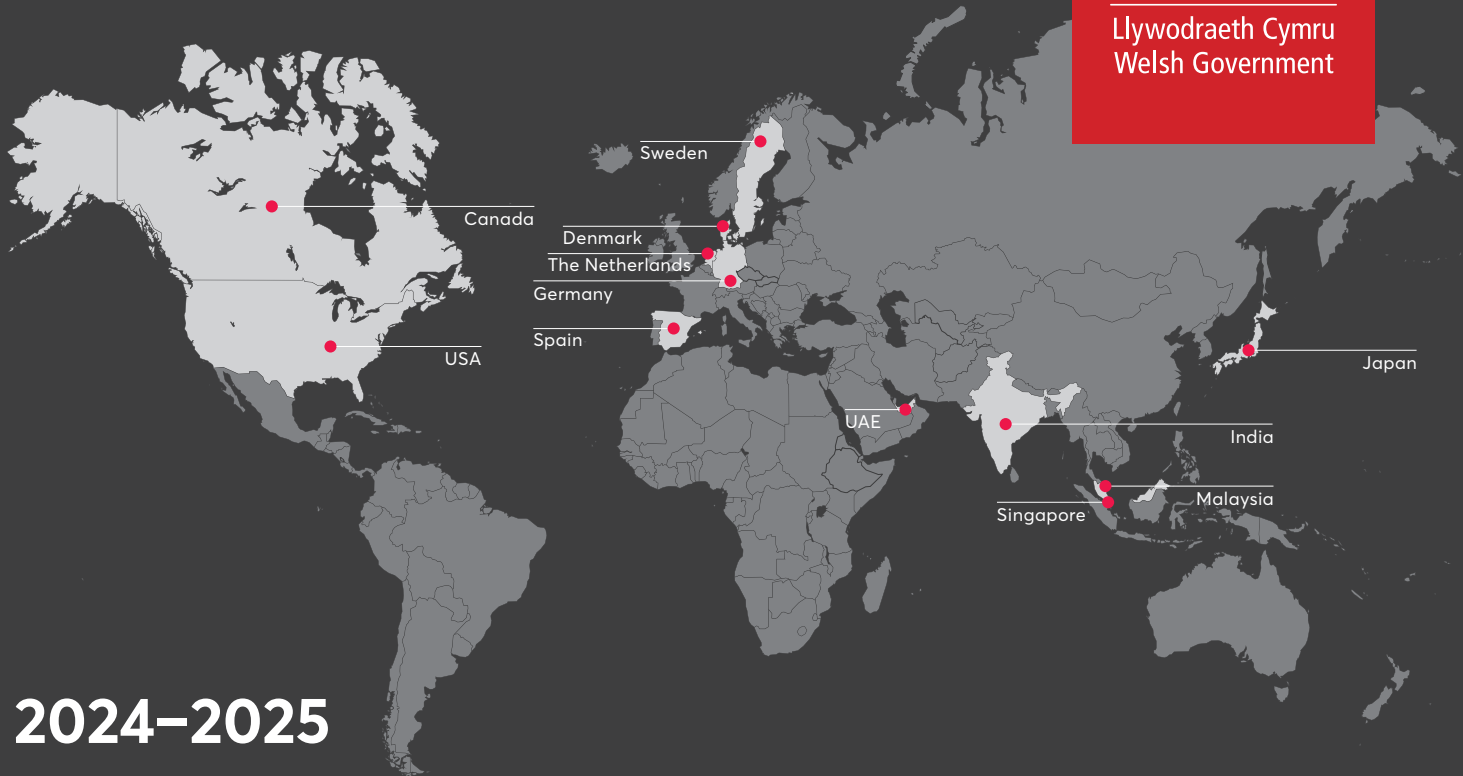 Llywodraeth Cymru
Welsh Government
Sweden
Canada
Denmark
The Netherlands
Germany
Spain
USA
Japan
UAE
India
Malaysia
Singapore
2024–2025